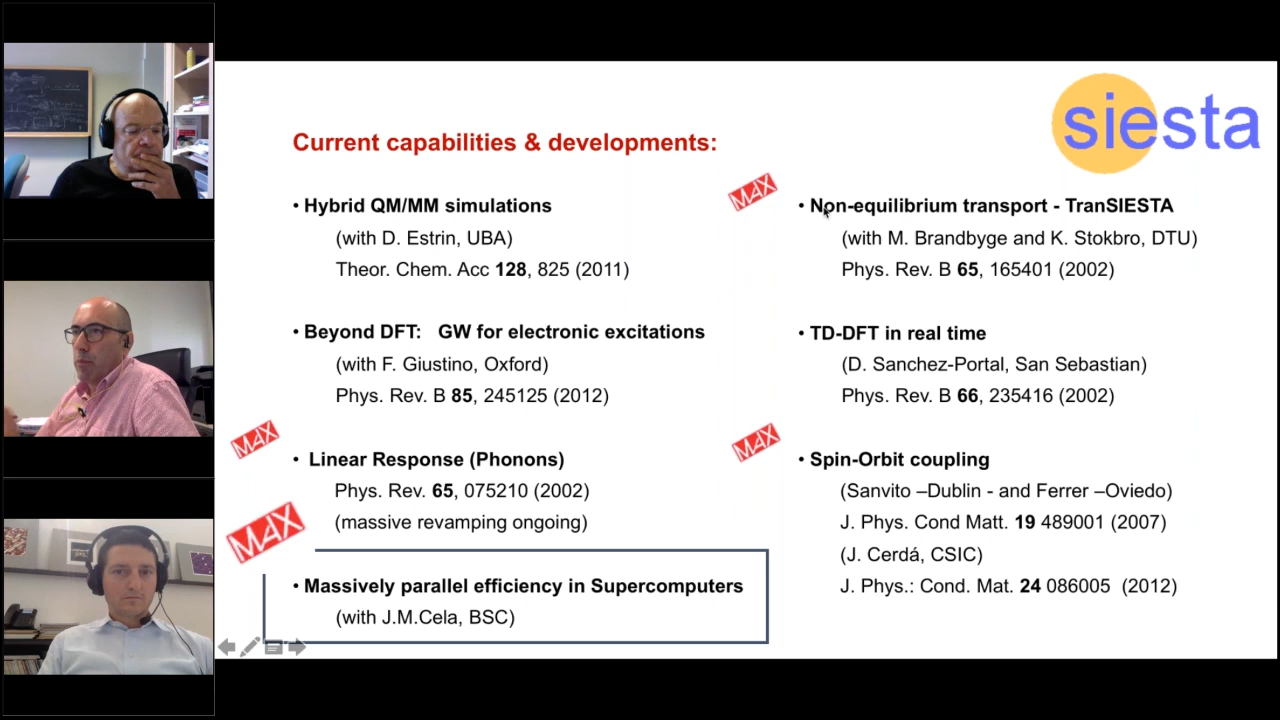 siesta
Current capabilities & developments:
• Hybrid QM/MM simulations
(with D. Estrin, UBA)
Theor. Chem. Acc 128, 825 (2011)
• Beyond DFT: GW for electronic excitations
(with F. Giustino, Oxford)
Phys. Rev. B 85, 245125 (2012)
MAX
• Linear Response (Phonons)
Phys. Rev. 65, 075210 (2002)
(massive revamping ongoing)
MAX
• Massively parallel efficiency in Supercomputers
(with J.M.Cela, BSC)
MAX
• Non-equilibrium transport - TranSIESTA
(with M. Brandbyge and K. Stokbro, DTU)
Phys. Rev. B 65, 165401 (2002)
• TD-DFT in real time
(D. Sanchez-Portal, San Sebastian)
Phys. Rev. B 66, 235416 (2002)
MAX
• Spin-Orbit coupling
(Sanvito –Dublin - and Ferrer –Oviedo)
J. Phys. Cond Matt. 19 489001 (2007)
(J. Cerdá, CSIC)
J. Phys.: Cond. Mat. 24 086005 (2012)